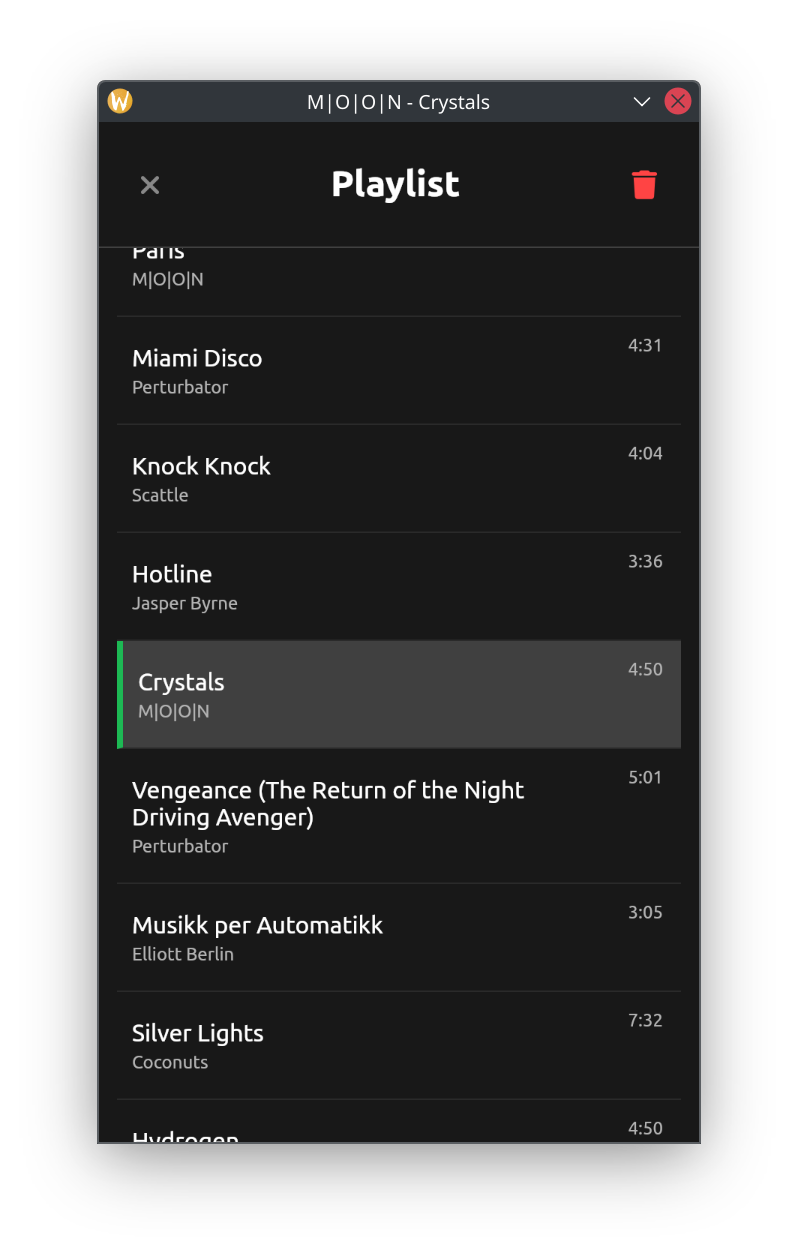 M|O|O|N - Crystals
Playlist
Paris
M|O|O|N
Miami Disco
4:31
Perturbator
Knock Knock
4:04
Scattle
Hotline
3:36
Jasper Byrne
Crystals
4:50
M|O|O|N
Vengeance (The Return of the Night
5:01
Driving Avenger)
Perturbator
Musikk per Automatikk
3:05
Elliott Berlin
Silver Lights
7:32
Coconuts
Hydrogen
4:50